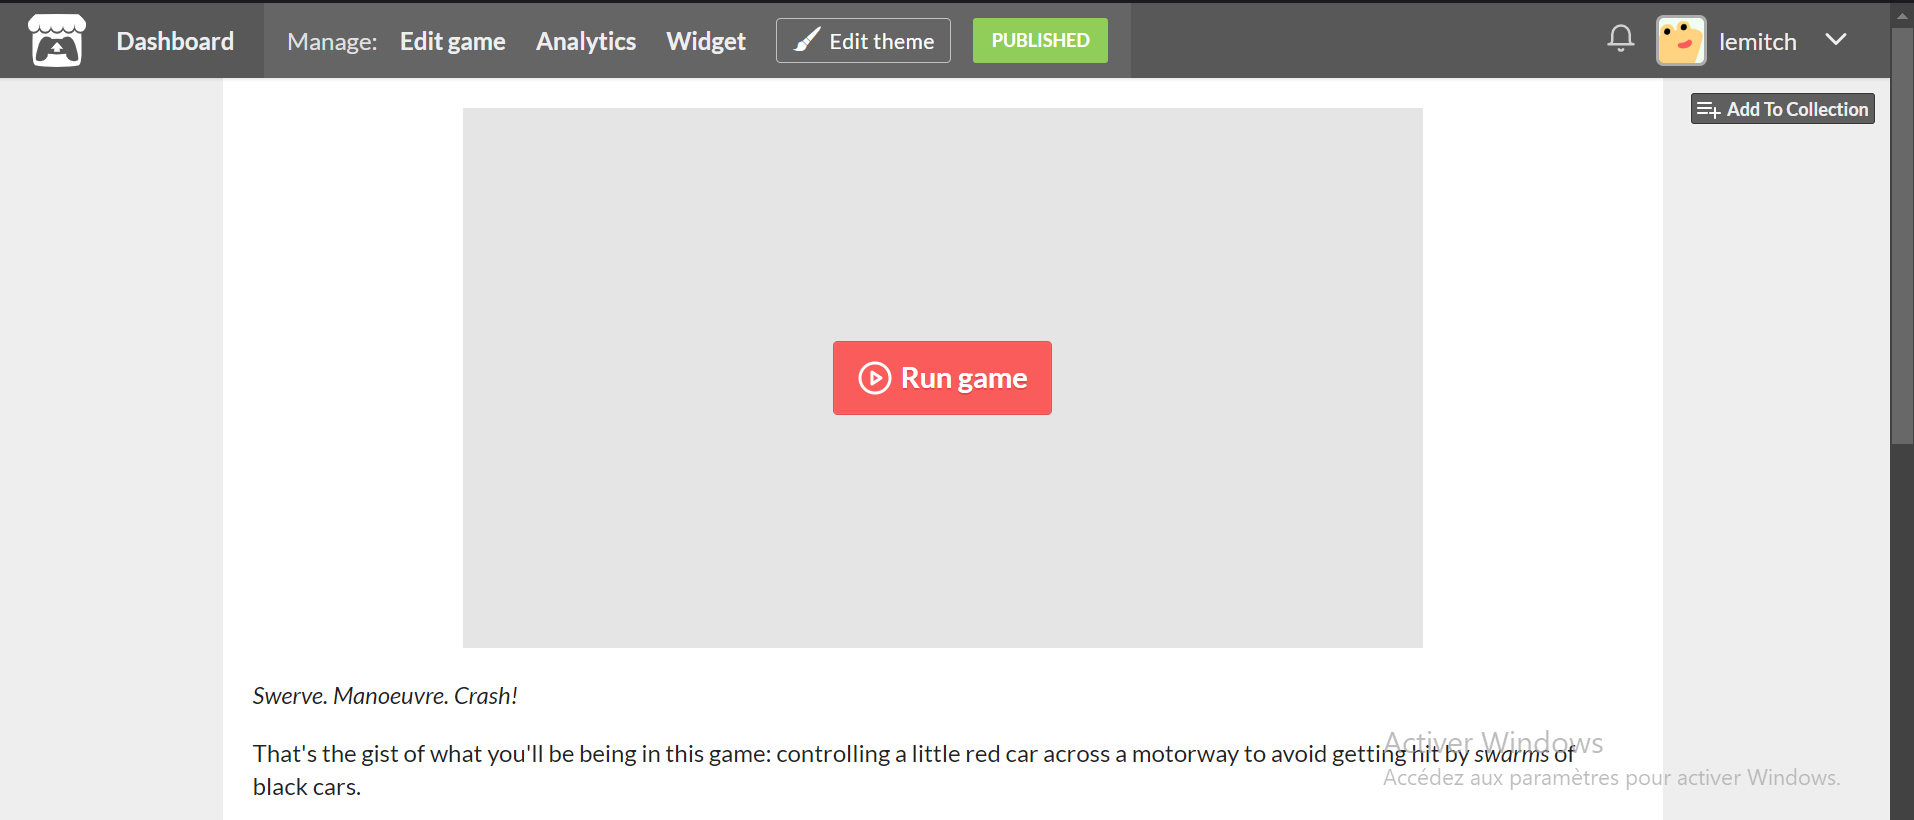 Dashboard Manage: Edit game Analytics Widget Edit theme PUBLISHED lemitch
Add To Collection
Run game
Swerve. Manoeuvre. Crash!
That's the gist of what you'll be being in this game: controlling a little red car across a motorway to avoid getting hit by swarms of
black cars.
Activer Windows
Accédez aux paramètres pour activer Windows.